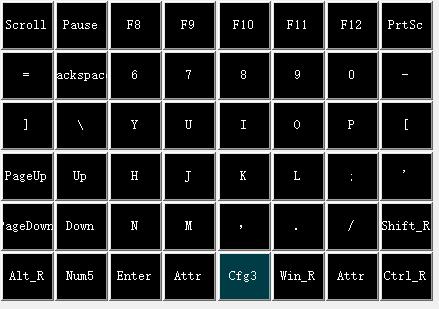 Scroll Pause F8 F9 F10 F11 F12 PrtSc
= ackspac 6 7 8 9 0 -
] \ Y U I O P [
PageUp Up H J K L ; '
PageDown Down N M , . / Shift_R
Alt_R Num5 Enter Attr Cfg3 Win_R Attr Ctrl_R